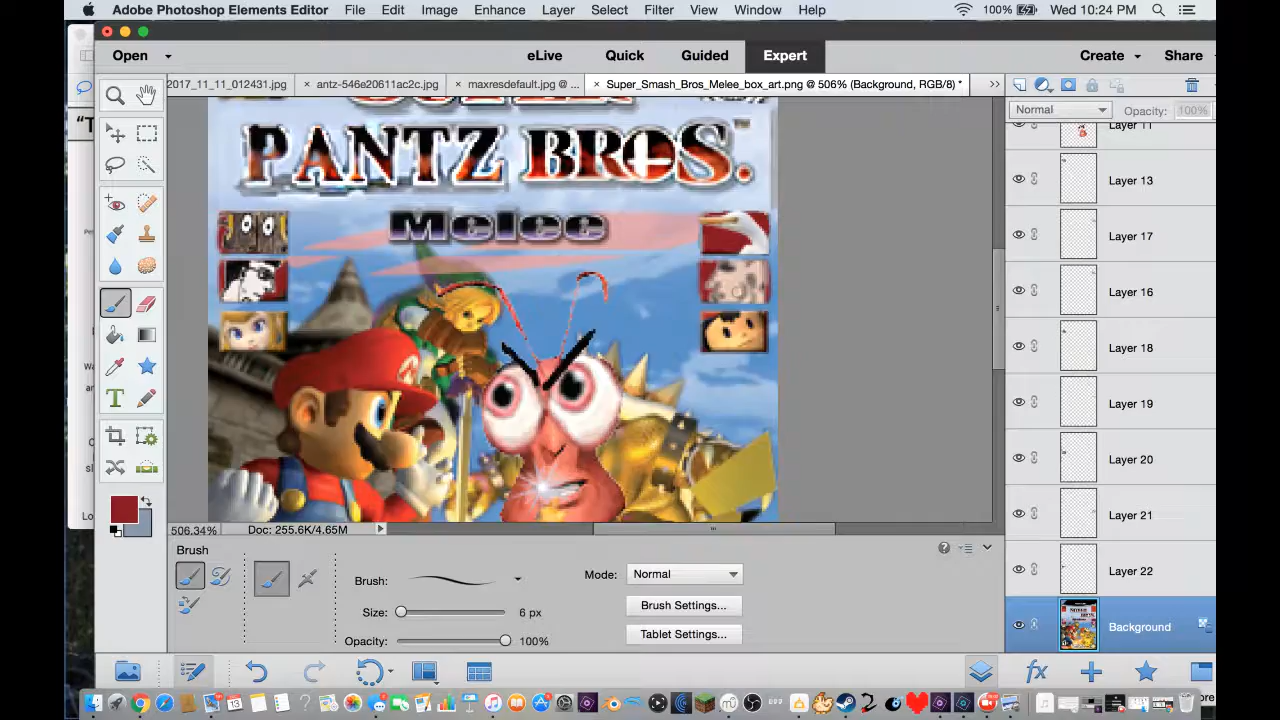 Adobe Photoshop Elements Editor File Edit Image Enhance Layer Select Filter View Window Help 100% Wed 10:24 PM
Open eLive Quick Guided Expert Create Share
2017_11_11_012431.jpg × antz-546e20611ac2c.jpg × maxresdefault.jpg @ ... × Super_Smash_Bros_Melee_box_art.png @ 506% (Background, RGB/8) * »
Normal Opacity: 100%
Layer 11
PANTZ BROS.™
Melee
Layer 13
Layer 17
Layer 16
Layer 18
Layer 19
Layer 20
Layer 21
Layer 22
Background
506.34% Doc: 255.6K/4.65M
Brush
Brush: Mode: Normal
Size: 6 px Brush Settings...
Opacity: 100% Tablet Settings...